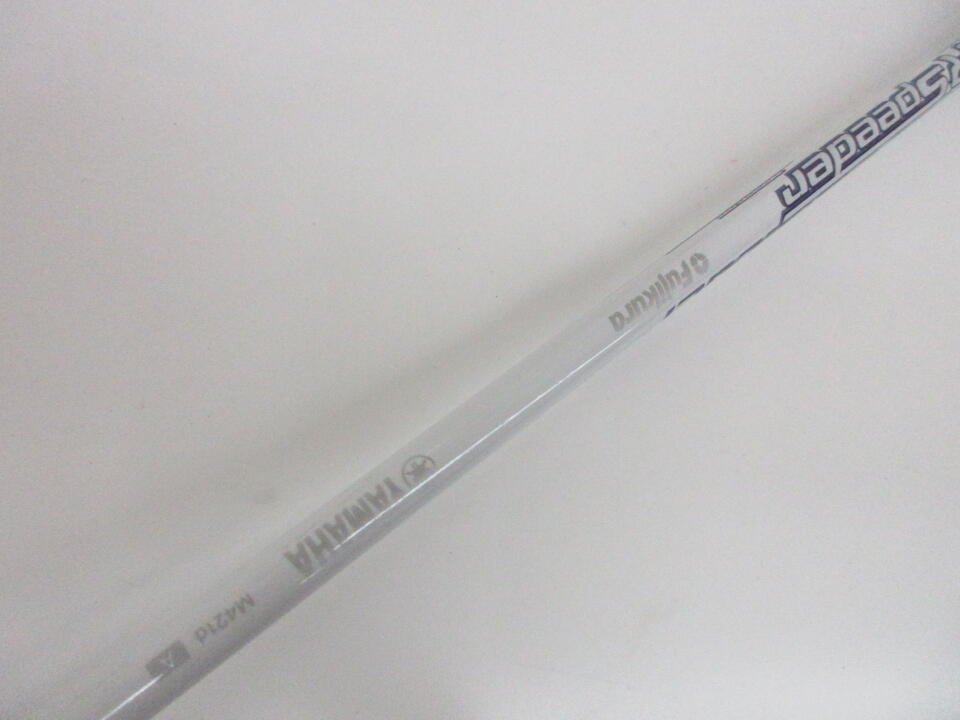 Speeder
Fujikura
YAMAHA
M421d
A